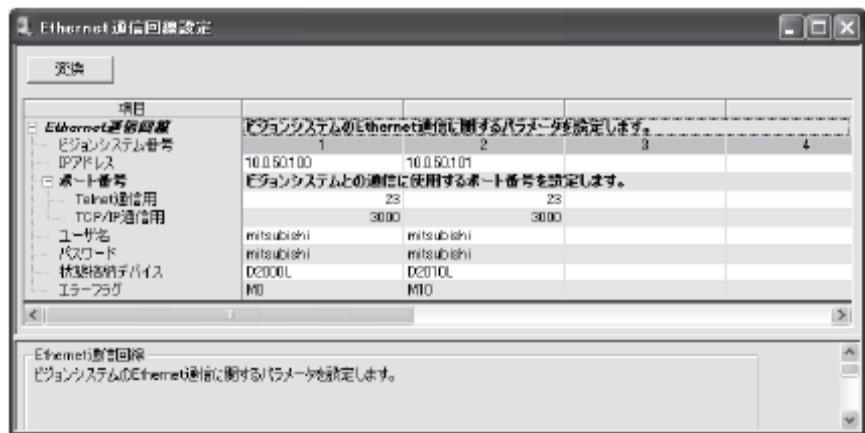 Ethernet通信回線設定
変換
項目
Ethernet通信回線 ビジョンシステムのEthernet通信に関するパラメータを設定します。
ビジョンシステム番号 1 2 3 4
IPアドレス 10.0.50.100 10.0.50.101
ポート番号 ビジョンシステムとの通信に使用するポート番号を設定します。
Telnet通信用 23 23
TCP/IP通信用 3000 3000
ユーザ名 mitsubishi mitsubishi
パスワード mitsubishi mitsubishi
状態格納デバイス D2000L D2010L
エラーフラグ M0 M10
Ethernet通信回線
ビジョンシステムのEthernet通信に関するパラメータを設定します。